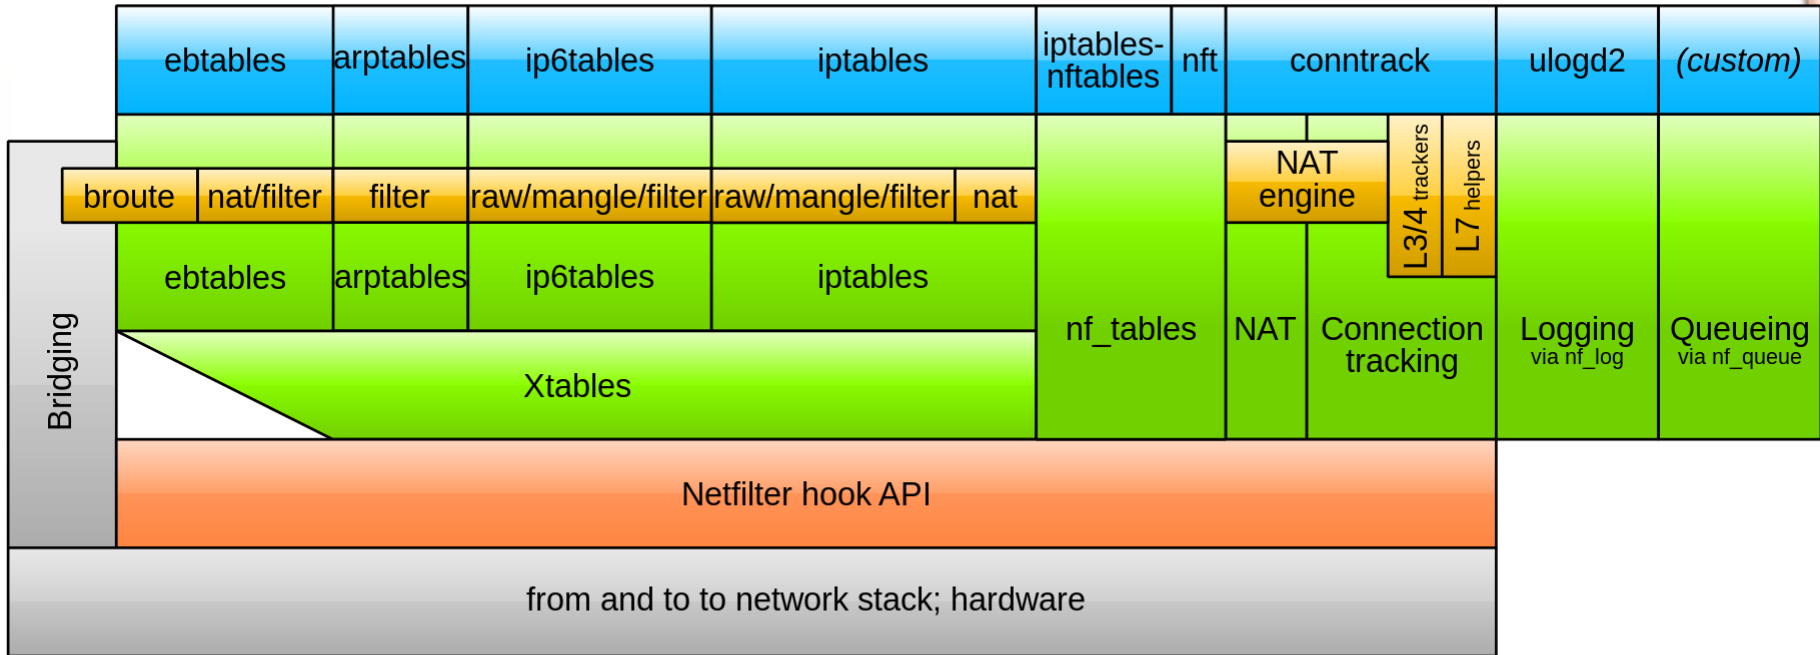 ebtables
arptables
ip6tables
iptables
iptables-
nftables
nft
conntrack
ulogd2
(custom)
broute
nat/filter
filter
raw/mangle/filter
raw/mangle/filter
nat
NAT
engine
L3/4 trackers
L7 helpers
ebtables
arptables
ip6tables
iptables
Bridging
Xtables
nf_tables
NAT
Connection
tracking
Logging
via nf_log
Queueing
via nf_queue
Netfilter hook API
from and to to network stack; hardware